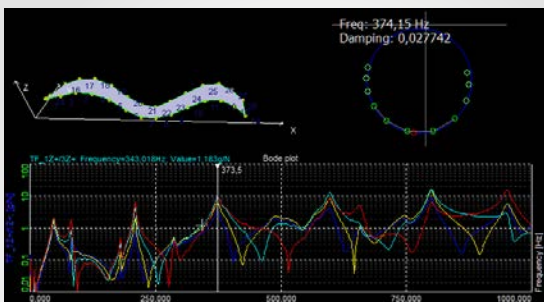 Freq: 374,15 Hz
Damping: 0,027742
Z
X
16
17
18
21
22
23
24
25
TF_1Z+/3Z+ Frequency=343.018Hz Value=1.183g/N
Bode plot
373,5
100
10
1
0.1
0.01
Frequency [Hz]
0.000
250.000
500.000
750.000
1000.000